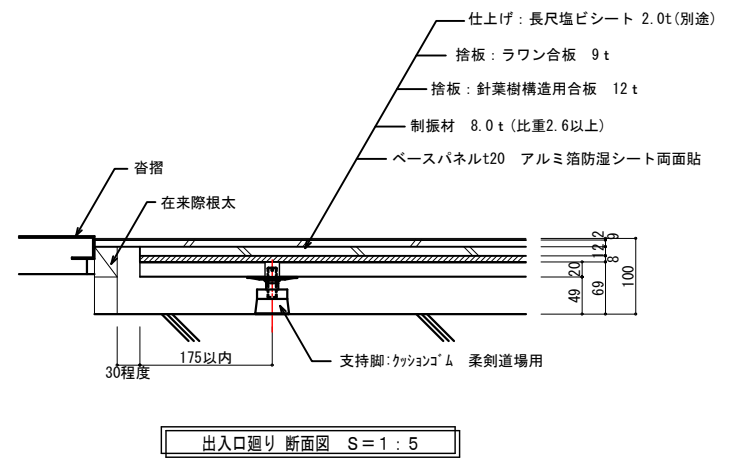 仕上げ：長尺塩ビシート 2.0t(別途)
捨板：ラワン合板 9ｔ
捨板：針葉樹構造用合板 12ｔ
制振材 8.0ｔ(比重2.6以上)
ベースパネルt20 アルミ箔防湿シート両面貼
沓摺
在来際根太
2
9
12
8
20
49
69
100
175以内
30程度
支持脚:ｸｯｼｮﾝｺﾞﾑ 柔剣道場用
出入口廻り 断面図 S＝1：5